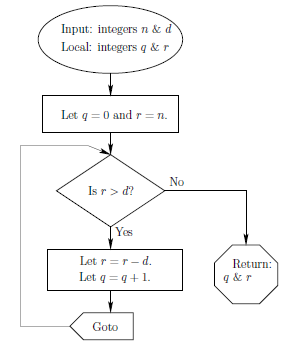 Input: integers n & d
Local: integers q & r
Let q = 0 and r = n.
Is r > d?
No
Yes
Let r = r − d.
Let q = q + 1.
Return:
q & r
Goto